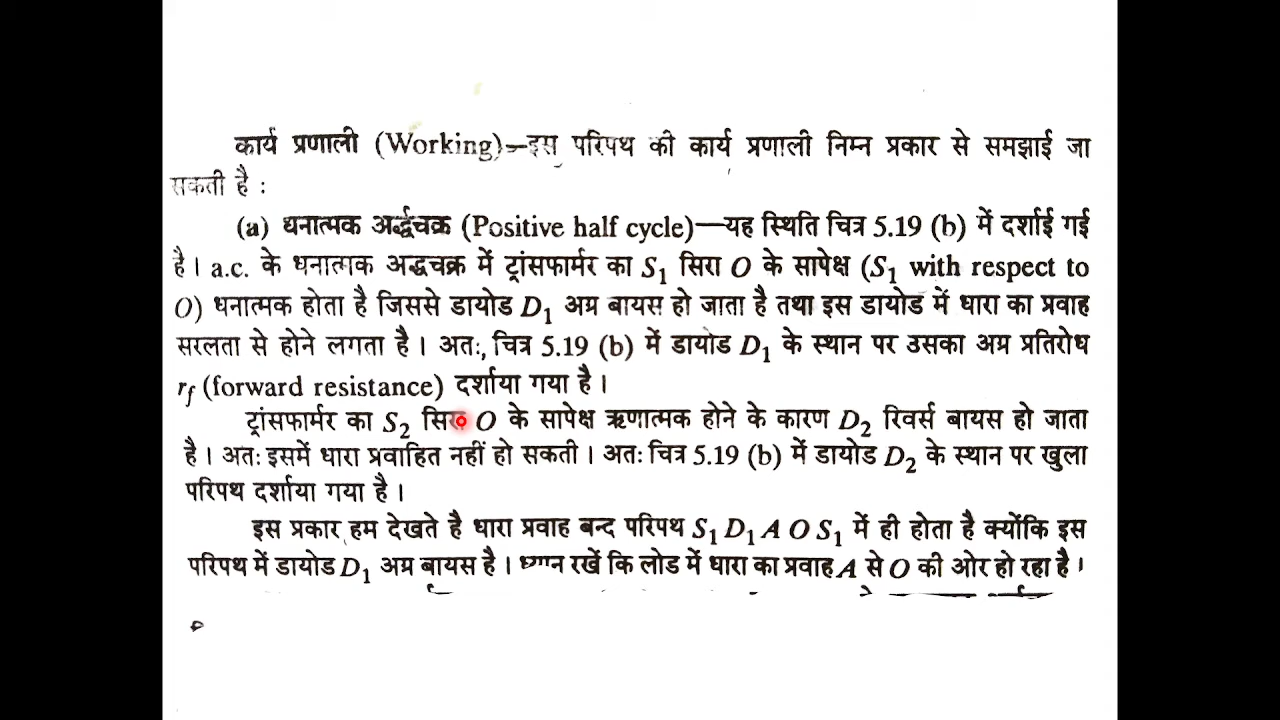 कार्य प्रणाली (Working)—इस परिपथ की कार्य प्रणाली निम्न प्रकार से समझाई जा
सकती है :
(a) धनात्मक अर्द्धचक्र (Positive half cycle)—यह स्थिति चित्र 5.19 (b) में दर्शाई गई
है। a.c. के धनात्मक अर्द्धचक्र में ट्रांसफार्मर का S₁ सिरा O के सापेक्ष (S₁ with respect to
O) धनात्मक होता है जिससे डायोड D₁ अग्र बायस हो जाता है तथा इस डायोड में धारा का प्रवाह
सरलता से होने लगता है। अतः, चित्र 5.19 (b) में डायोड D₁ के स्थान पर उसका अग्र प्रतिरोध
r_f (forward resistance) दर्शाया गया है।
ट्रांसफार्मर का S₂ सिरा O के सापेक्ष ऋणात्मक होने के कारण D₂ रिवर्स बायस हो जाता
है। अतः इसमें धारा प्रवाहित नहीं हो सकती। अतः चित्र 5.19 (b) में डायोड D₂ के स्थान पर खुला
परिपथ दर्शाया गया है।
इस प्रकार हम देखते है धारा प्रवाह बन्द परिपथ S₁ D₁ A O S₁ में ही होता है क्योंकि इस
परिपथ में डायोड D₁ अग्र बायस है। ध्यान रखें कि लोड में धारा का प्रवाह A से O की ओर हो रहा है।